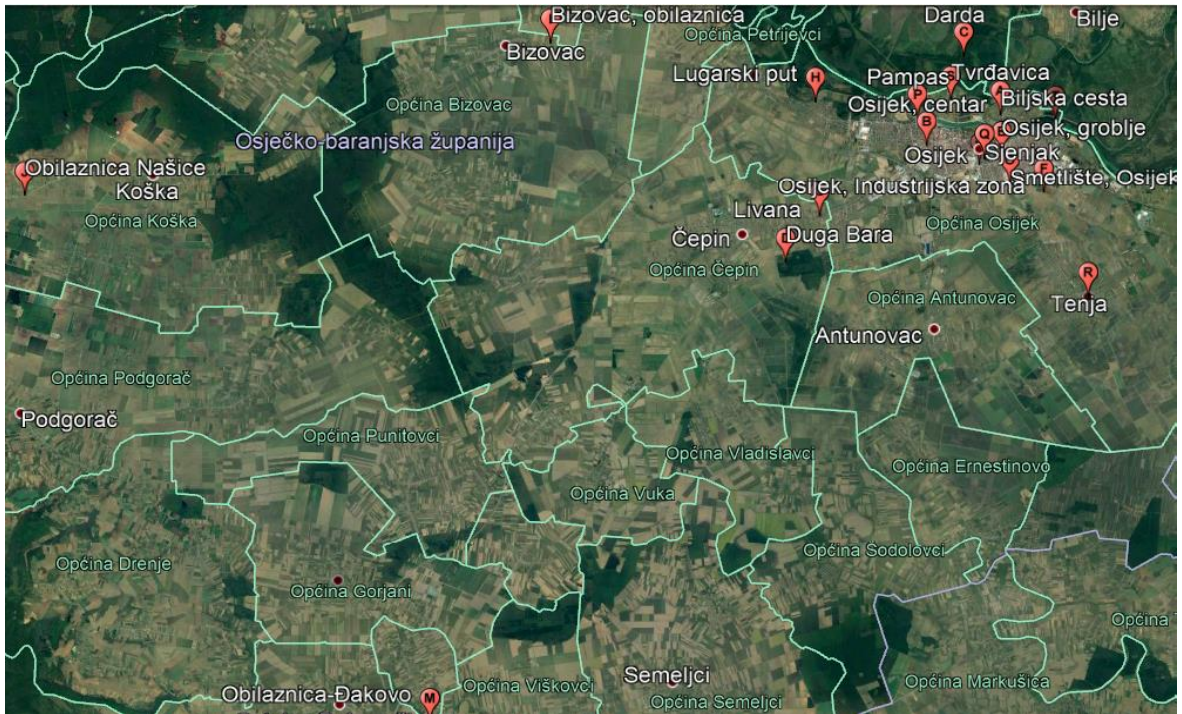 Bizovac, obilaznica
Darda
Bilje
Bizovac
Općina Petrijevci
C
Lugarski put
H
Pampas
Tvrđavica
P
Općina Bizovac
Osijek, centar
Biljska cesta
B
Osječko-baranjska županija
Q
Osijek, groblje
Osijek
Sjenjak
Obilaznica Našice
Koška
Osijek, Industrijska zona
Smetlište, Osijek
Općina Koška
Livana
Općina Osijek
Čepin
Duga Bara
Općina Čepin
R
Općina Antunovac
Tenja
Antunovac
Općina Podgorač
Podgorač
Općina Punitovci
Općina Vladislavci
Općina Ernestinovo
Općina Vuka
Općina Drenje
Općina Sodolovci
Općina Gorjani
Semeljci
Općina Viškovci
Općina Markušica
Obilaznica-Đakovo
M
Općina Semeljci